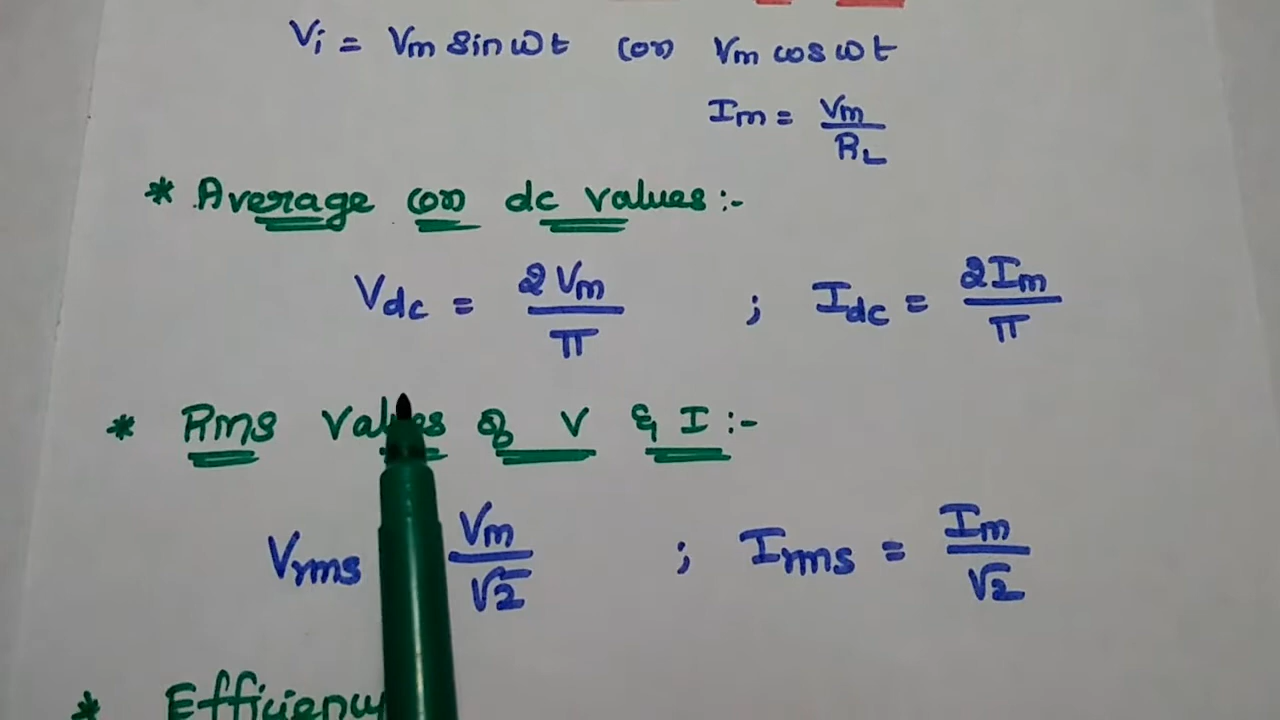 Vi = Vm sin ωt (or) Vm cos ωt
Im = Vm / RL
* Average (or) dc values :-
Vdc = 2Vm / π ; Idc = 2Im / π
* Rms Values of V & I :-
Vrms Vm / √2 ; Irms = Im / √2
* Efficiency